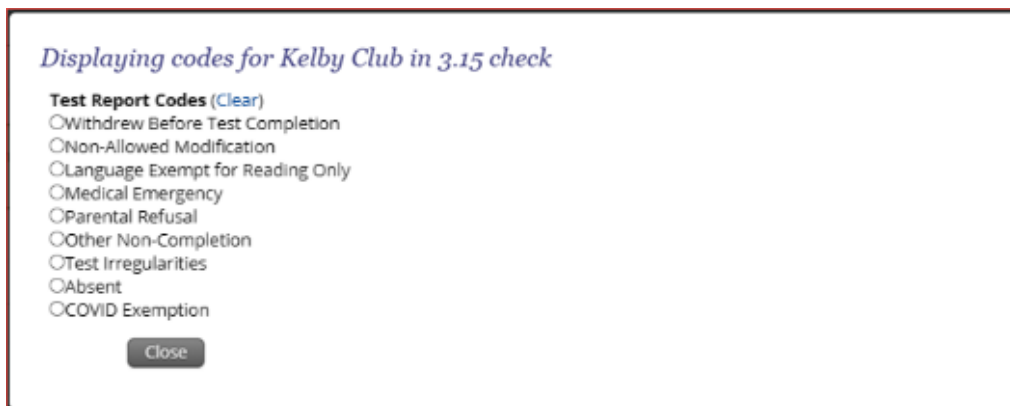 Displaying codes for Kelby Club in 3.15 check
Test Report Codes (Clear)
Withdrew Before Test Completion
Non-Allowed Modification
Language Exempt for Reading Only
Medical Emergency
Parental Refusal
Other Non-Completion
Test Irregularities
Absent
COVID Exemption
Close